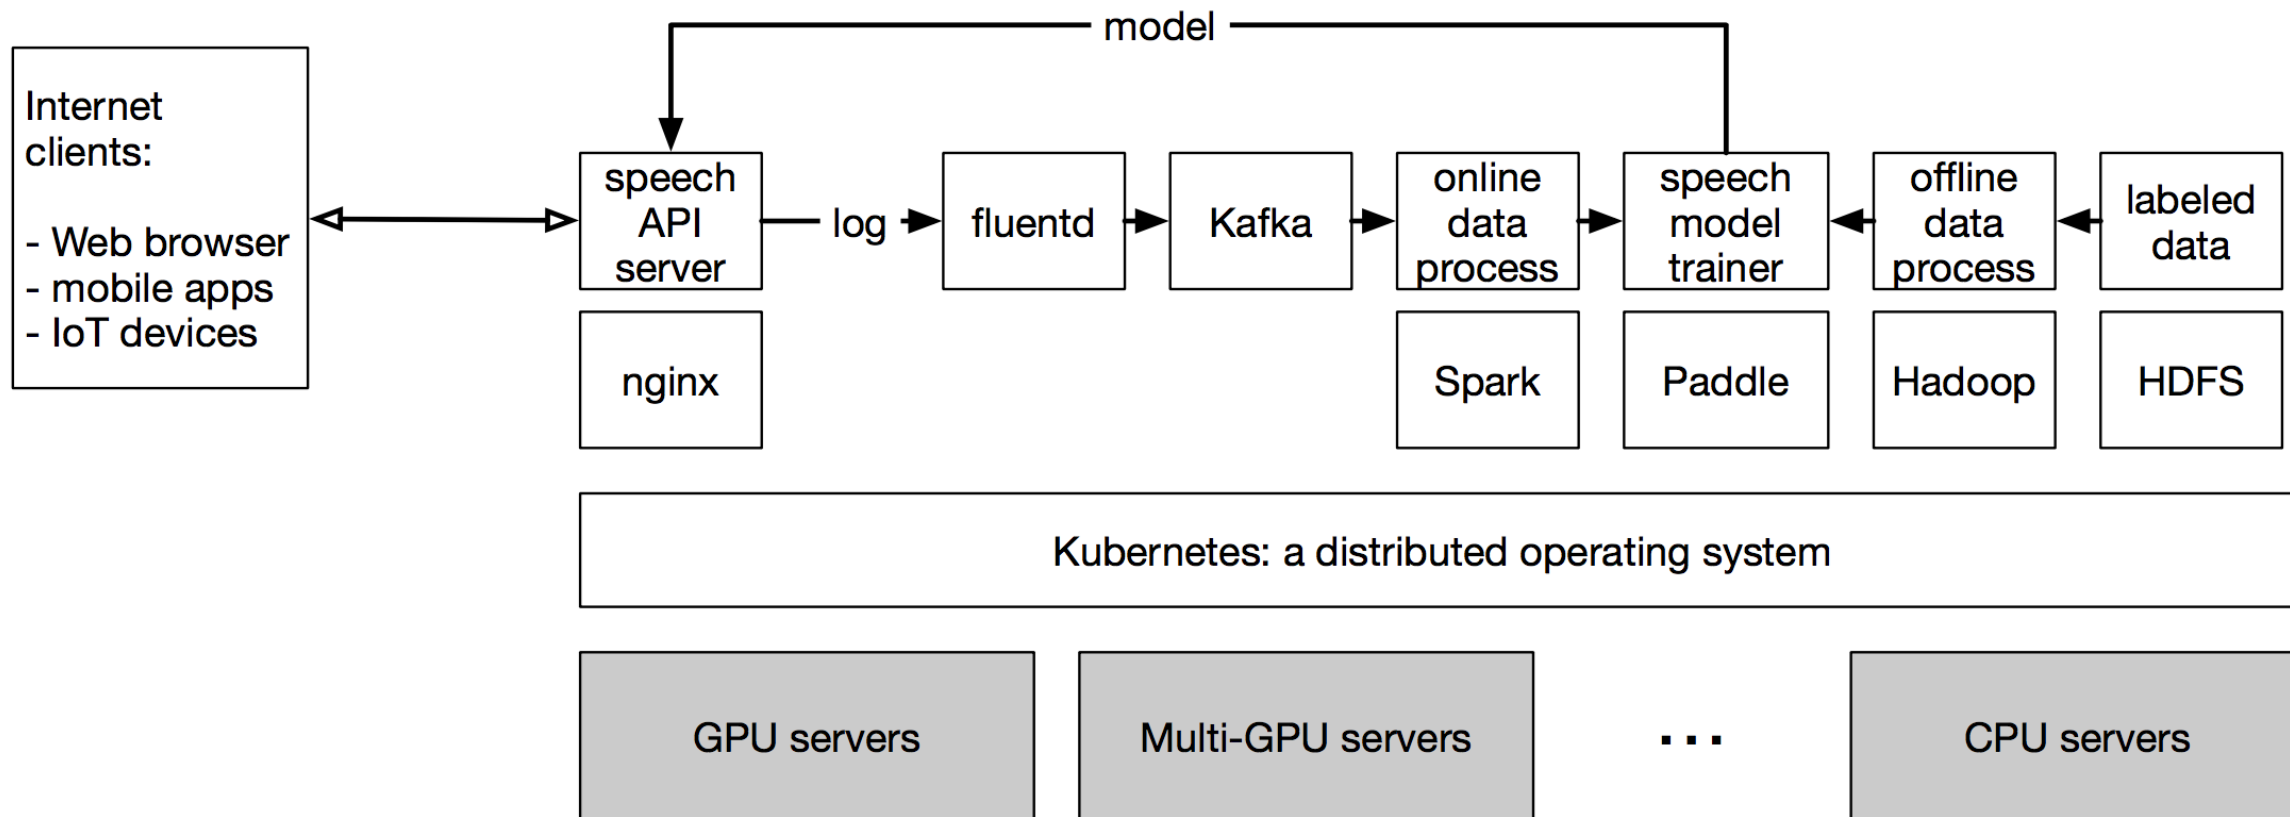 model
Internet
clients:
- Web browser
- mobile apps
- IoT devices
speech
API
server
log
fluentd
Kafka
online
data
process
speech
model
trainer
offline
data
process
labeled
data
nginx
Spark
Paddle
Hadoop
HDFS
Kubernetes: a distributed operating system
GPU servers
Multi-GPU servers
...
CPU servers